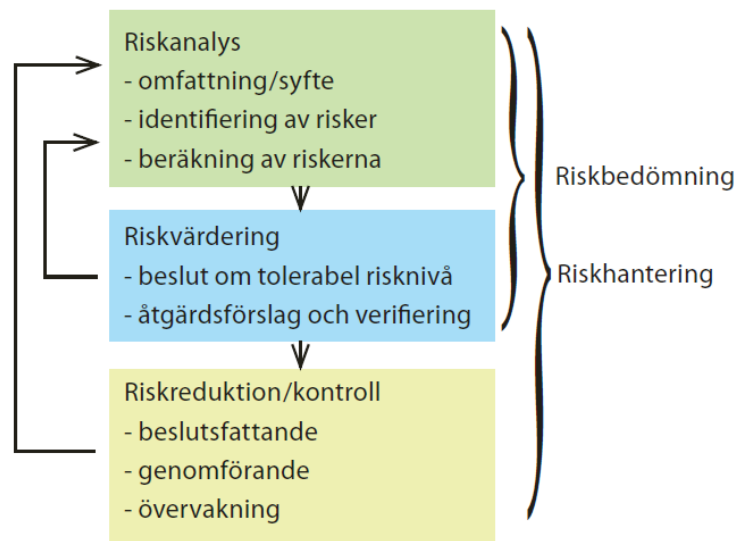 Riskanalys
- omfattning/syfte
- identifiering av risker
- beräkning av riskerna
Riskbedömning
Riskvärdering
- beslut om tolerabel risknivå
- åtgärdsförslag och verifiering
Riskhantering
Riskreduktion/kontroll
- beslutsfattande
- genomförande
- övervakning